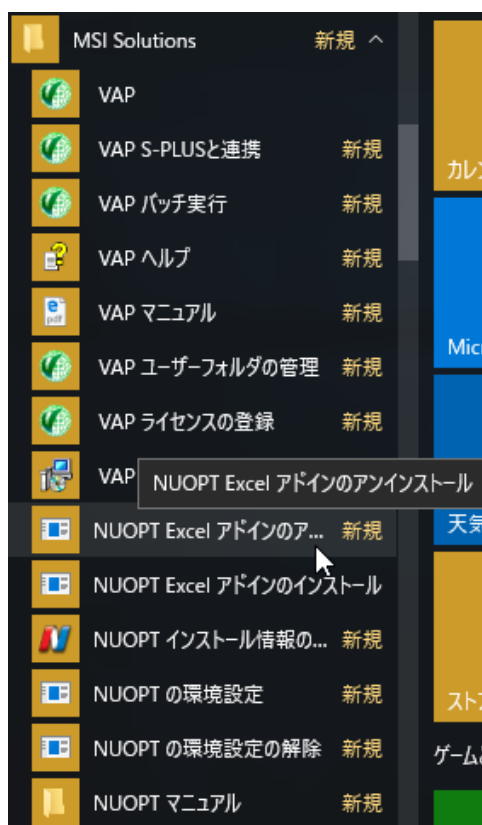 MSI Solutions 新規
VAP
VAP S-PLUSと連携 新規
カレン
VAP バッチ実行 新規
VAP ヘルプ 新規
VAP マニュアル 新規
Micr
VAP ユーザーフォルダの管理 新規
VAP ライセンスの登録 新規
VAP
NUOPT Excel アドインのアンインストール
NUOPT Excel アドインのア... 新規
天気
NUOPT Excel アドインのインストール
NUOPT インストール情報の... 新規
NUOPT の環境設定 新規
スト
NUOPT の環境設定の解除 新規
ゲームと
NUOPT マニュアル 新規